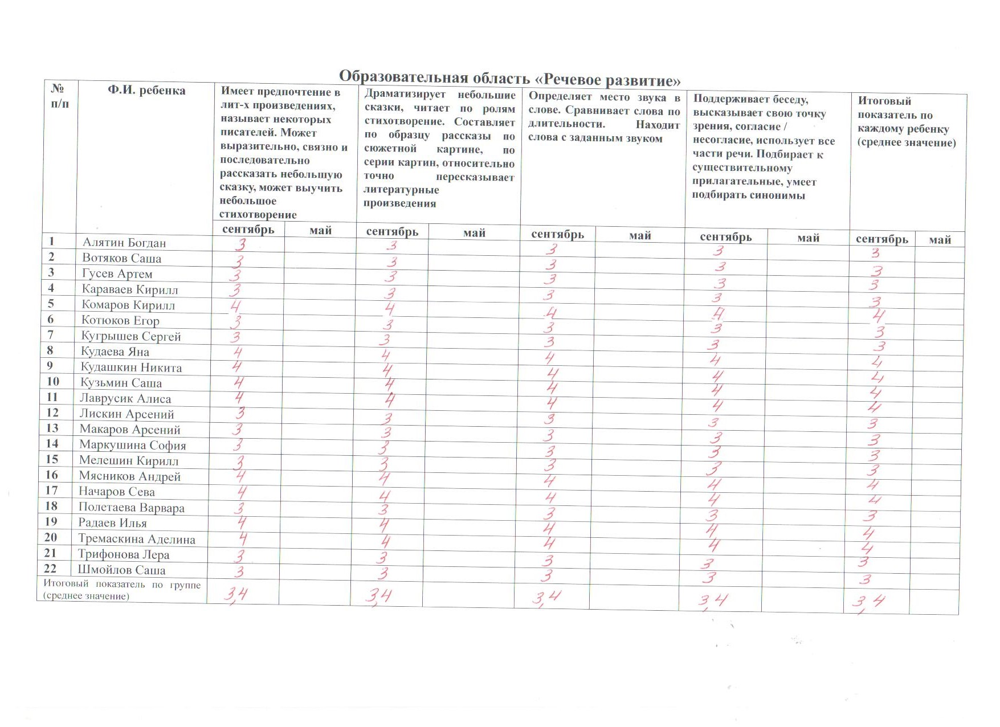 Образовательная область «Речевое развитие»
№ п/п Ф.И. ребенка Имеет предпочтение в лит-х произведениях, называет некоторых писателей. Может выразительно, связно и последовательно рассказать небольшую сказку, может выучить небольшое стихотворение Драматизирует небольшие сказки, читает по ролям стихотворение. Составляет по образцу рассказы по сюжетной картине, по серии картин, относительно точно пересказывает литературные произведения Определяет место звука в слове. Сравнивает слова по длительности. Находит слова с заданным звуком Поддерживает беседу, высказывает свою точку зрения, согласие / несогласие, использует все части речи. Подбирает к существительному прилагательные, умеет подбирать синонимы Итоговый показатель по каждому ребенку (среднее значение)
сентябрь май сентябрь май сентябрь май сентябрь май сентябрь май
1 Алятин Богдан 3 3 3 3 3
2 Вотяков Саша 3 3 3 3 3
3 Гусев Артем 3 3 3 3 3
4 Караваев Кирилл 3 3 3 3 3
5 Комаров Кирилл 4 4 4 4 4
6 Котюков Егор 3 3 3 3 3
7 Кугрышев Сергей 3 3 3 3 3
8 Кудаева Яна 4 4 4 4 4
9 Кудашкин Никита 4 4 4 4 4
10 Кузьмин Саша 4 4 4 4 4
11 Лаврусик Алиса 4 4 4 4 4
12 Лискин Арсений 3 3 3 3 3
13 Макаров Арсений 3 3 3 3 3
14 Маркушина София 3 3 3 3 3
15 Мелешин Кирилл 3 3 3 3 3
16 Мясников Андрей 4 4 4 4 4
17 Начаров Сева 4 4 4 4 4
18 Полетаева Варвара 3 3 3 3 3
19 Радаев Илья 4 4 4 4 4
20 Тремаскина Аделина 4 4 4 4 4
21 Трифонова Лера 3 3 3 3 3
22 Шмойлов Саша 3 3 3 3 3
Итоговый показатель по группе (среднее значение) 3,4 3,4 3,4 3,4 3,4